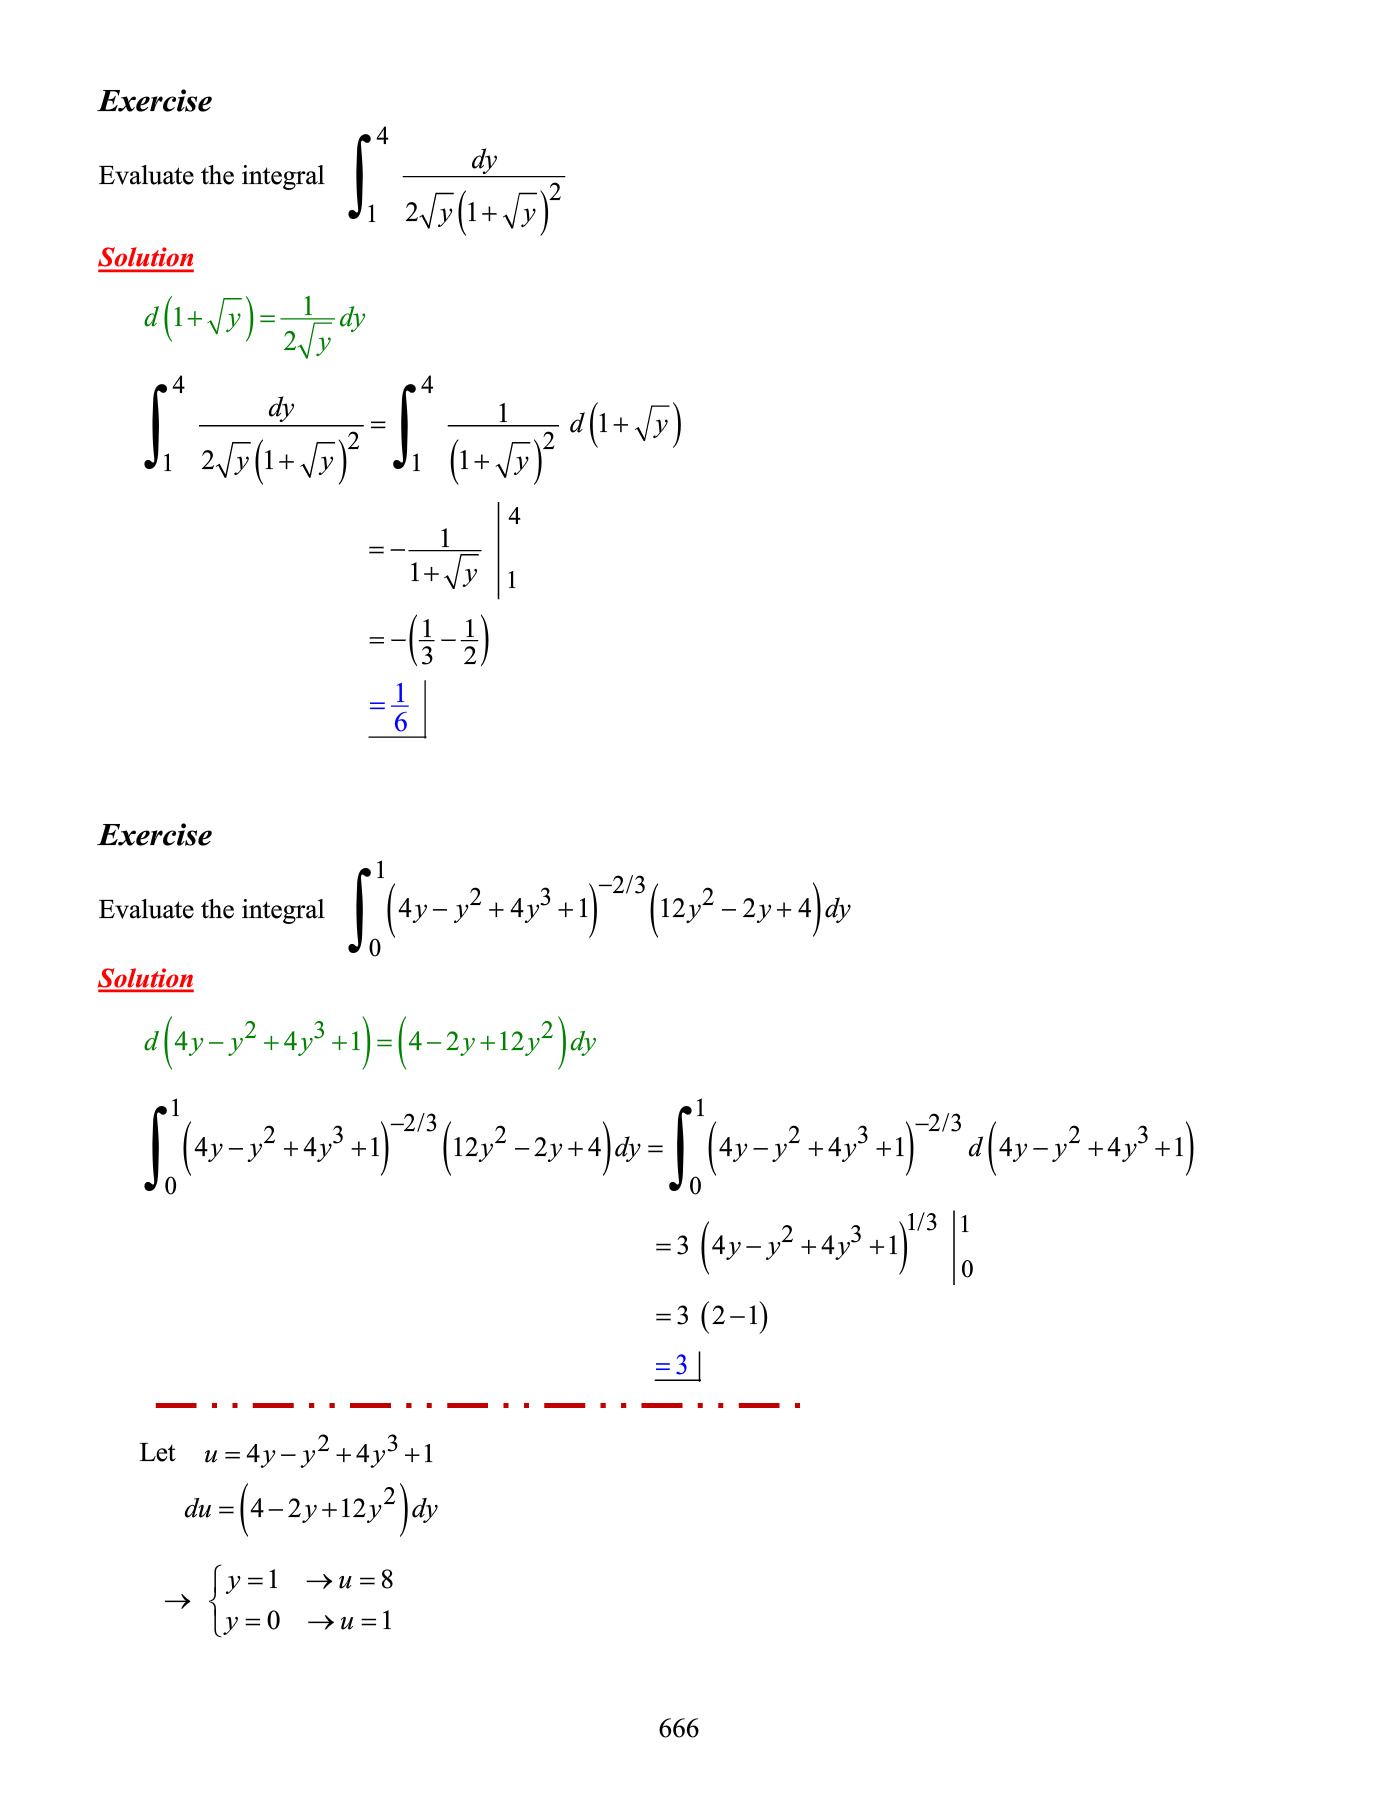 Exercise
Evaluate the integral $\int_1^4 \frac{dy}{2\sqrt{y}\left(1+\sqrt{y}\right)^2}$
Solution
$d\left(1+\sqrt{y}\right)=\frac{1}{2\sqrt{y}}dy$
$\int_1^4 \frac{dy}{2\sqrt{y}\left(1+\sqrt{y}\right)^2}=\int_1^4 \frac{1}{\left(1+\sqrt{y}\right)^2}\,d\left(1+\sqrt{y}\right)$
$=-\frac{1}{1+\sqrt{y}}\Big|_1^4$
$=-\left(\frac{1}{3}-\frac{1}{2}\right)$
$=\frac{1}{6}$
Exercise
Evaluate the integral $\int_0^1 \left(4y-y^2+4y^3+1\right)^{-2/3}\left(12y^2-2y+4\right)dy$
Solution
$d\left(4y-y^2+4y^3+1\right)=\left(4-2y+12y^2\right)dy$
$\int_0^1 \left(4y-y^2+4y^3+1\right)^{-2/3}\left(12y^2-2y+4\right)dy=\int_0^1 \left(4y-y^2+4y^3+1\right)^{-2/3}d\left(4y-y^2+4y^3+1\right)$
$=3\left(4y-y^2+4y^3+1\right)^{1/3}\Big|_0^1$
$=3\,(2-1)$
$=3$
Let $u=4y-y^2+4y^3+1$
$du=\left(4-2y+12y^2\right)dy$
$\rightarrow \begin{cases} y=1 & \rightarrow u=8 \\ y=0 & \rightarrow u=1 \end{cases}$
666